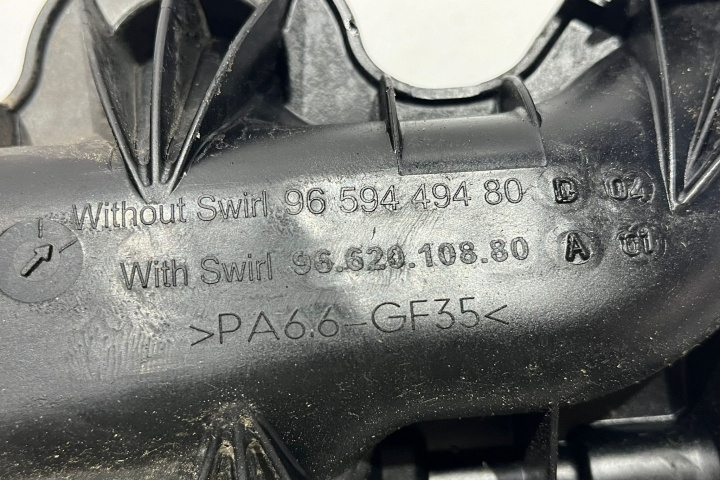 Without Swirl 96 594 494 80 D 04
With Swirl 96.620.108.80 A 01
>PA6.6-GF35<